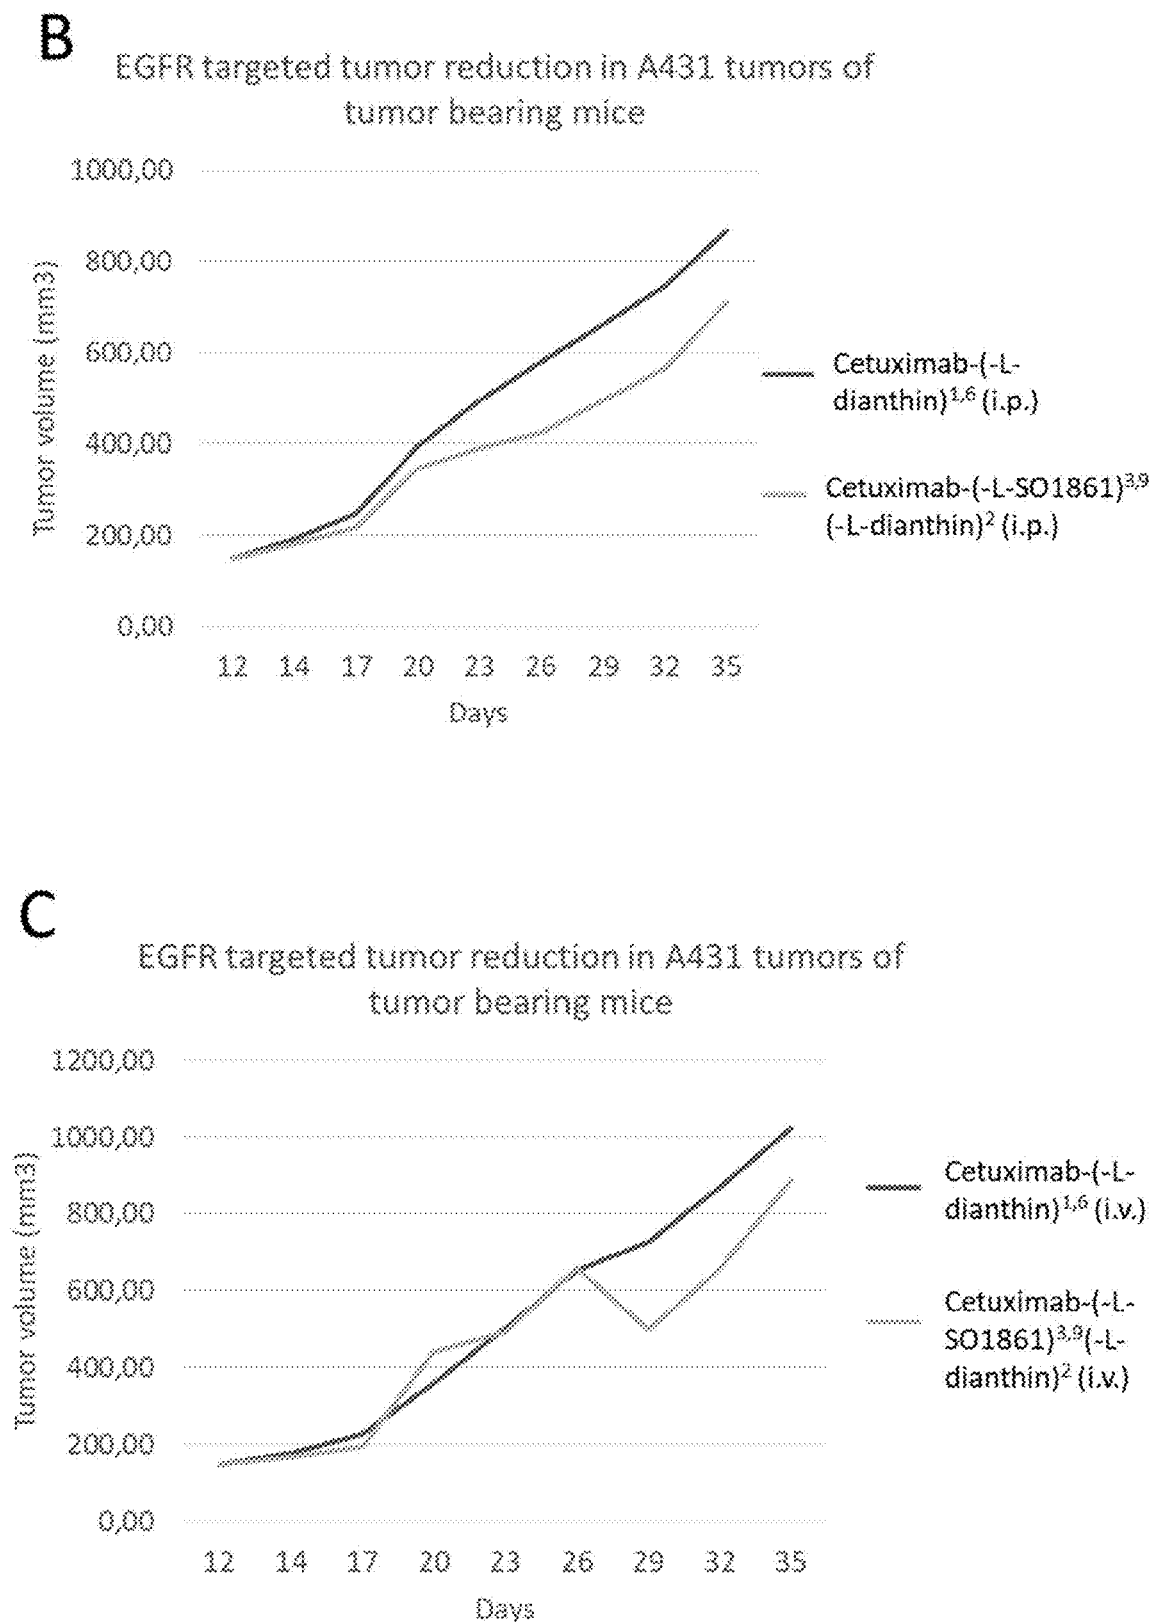 B
EGFR targeted tumor reduction in A431 tumors of
tumor bearing mice
1000,00
800,00
600,00
400,00
200,00
0,00
Tumor volume (mm3)
12 14 17 20 23 26 29 32 35
Days
Cetuximab-(-L-
dianthin)1,6 (i.p.)
Cetuximab-(-L-SO1861)3,9
(-L-dianthin)2 (i.p.)
C
EGFR targeted tumor reduction in A431 tumors of
tumor bearing mice
1200,00
1000,00
800,00
600,00
400,00
200,00
0,00
Tumor volume (mm3)
12 14 17 20 23 26 29 32 35
Days
Cetuximab-(-L-
dianthin)1,6 (i.v.)
Cetuximab-(-L-
SO1861)3,9(-L-
dianthin)2 (i.v.)